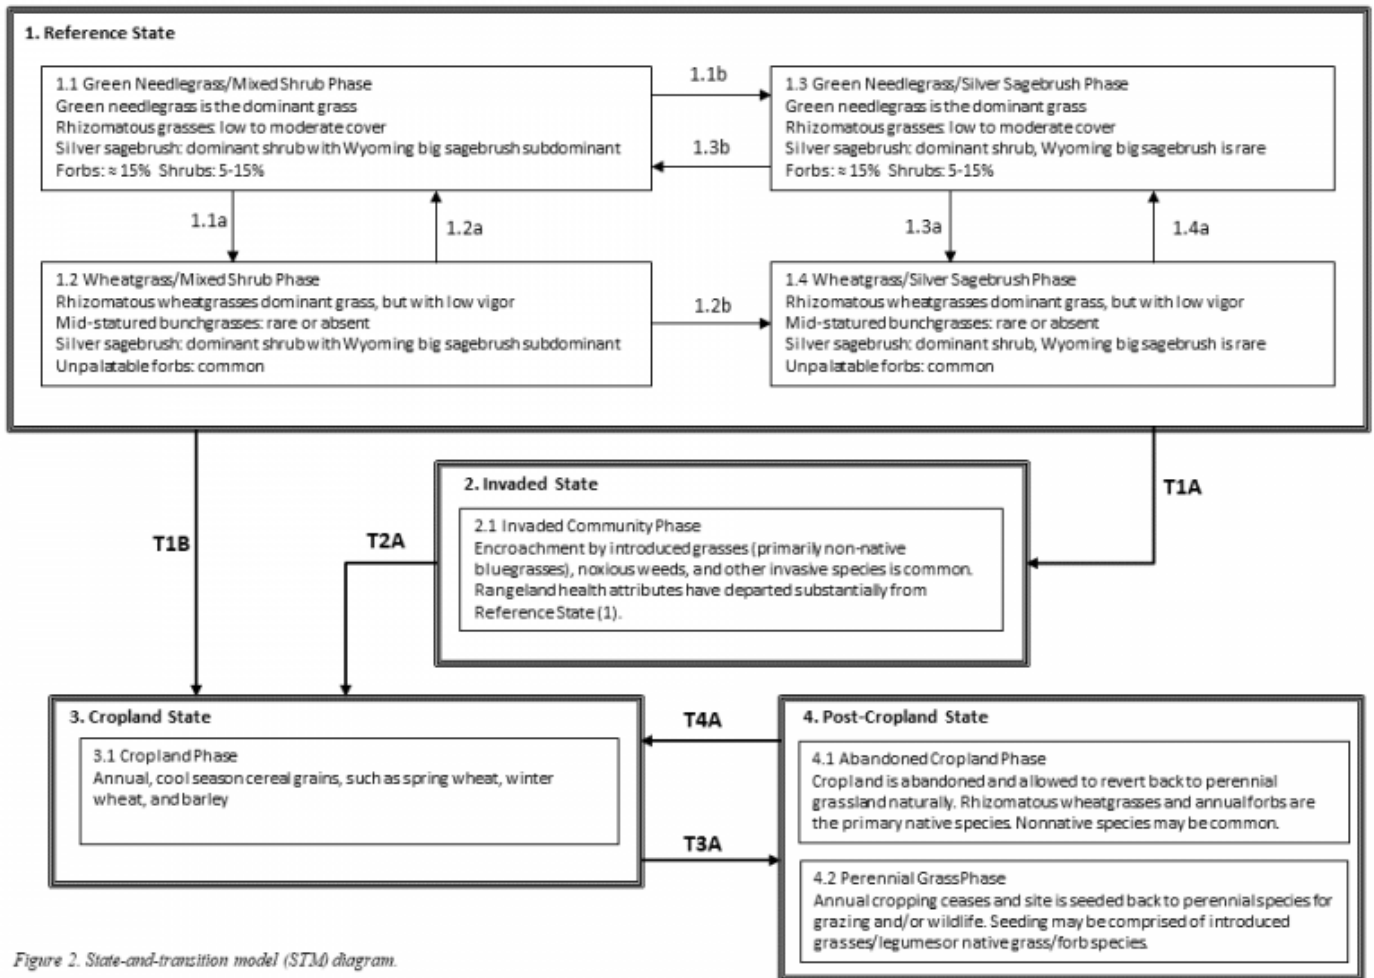 1. Reference State
1.1 Green Needlegrass/Mixed Shrub Phase
Green needlegrass is the dominant grass
Rhizomatous grasses: low to moderate cover
Silver sagebrush: dominant shrub with Wyoming big sagebrush subdominant
Forbs: ≈ 15% Shrubs: 5-15%
1.1b
1.3b
1.3 Green Needlegrass/Silver Sagebrush Phase
Green needlegrass is the dominant grass
Rhizomatous grasses: low to moderate cover
Silver sagebrush: dominant shrub, Wyoming big sagebrush is rare
Forbs: ≈ 15% Shrubs: 5-15%
1.1a
1.2a
1.3a
1.4a
1.2 Wheatgrass/Mixed Shrub Phase
Rhizomatous wheatgrasses dominant grass, but with low vigor
Mid-statured bunchgrasses: rare or absent
Silver sagebrush: dominant shrub with Wyoming big sagebrush subdominant
Unpalatable forbs: common
1.2b
1.4 Wheatgrass/Silver Sagebrush Phase
Rhizomatous wheatgrasses dominant grass, but with low vigor
Mid-statured bunchgrasses: rare or absent
Silver sagebrush: dominant shrub, Wyoming big sagebrush is rare
Unpalatable forbs: common
T1B
T2A
2. Invaded State
2.1 Invaded Community Phase
Encroachment by introduced grasses (primarily non-native
bluegrasses), noxious weeds, and other invasive species is common.
Rangeland health attributes have departed substantially from
Reference State (1).
T1A
3. Cropland State
3.1 Cropland Phase
Annual, cool season cereal grains, such as spring wheat, winter
wheat, and barley
T4A
T3A
4. Post-Cropland State
4.1 Abandoned Cropland Phase
Cropland is abandoned and allowed to revert back to perennial
grassland naturally. Rhizomatous wheatgrasses and annual forbs are
the primary native species. Nonnative species may be common.
4.2 Perennial Grass Phase
Annual cropping ceases and site is seeded back to perennial species for
grazing and/or wildlife. Seeding may be comprised of introduced
grasses/legumes or native grass/forb species.
Figure 2. State-and-transition model (STM) diagram.